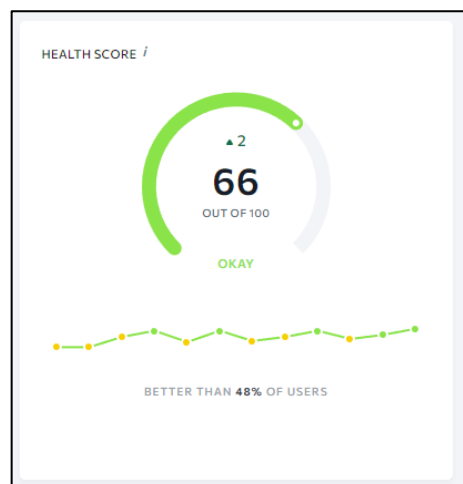 HEALTH SCORE i
▲2
66
OUT OF 100
OKAY
BETTER THAN 48% OF USERS